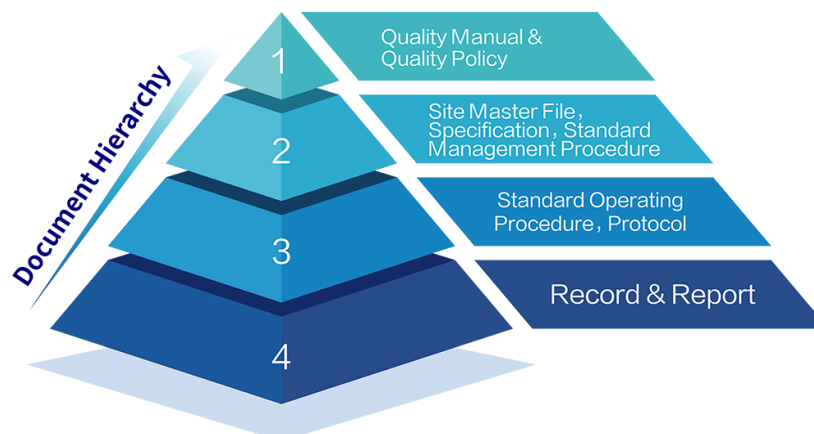 Document Hierarchy
1
Quality Manual &
Quality Policy
2
Site Master File,
Specification, Standard
Management Procedure
3
Standard Operating
Procedure, Protocol
4
Record & Report